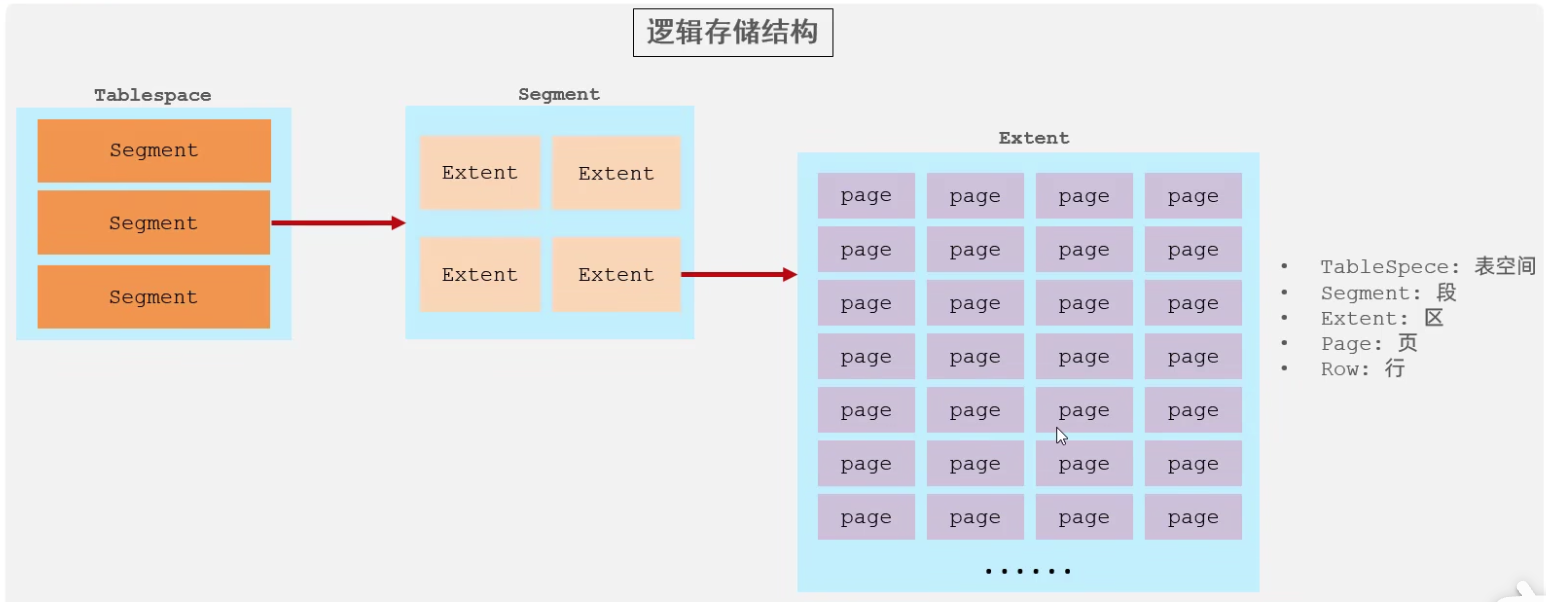 逻辑存储结构
Tablespace
Segment
Segment
Segment
Segment
Extent Extent
Extent Extent
Extent
page page page page
page page page page
page page page page
page page page page
page page page page
page page page page
page page page page
......
• TableSpece: 表空间
• Segment: 段
• Extent: 区
• Page: 页
• Row: 行